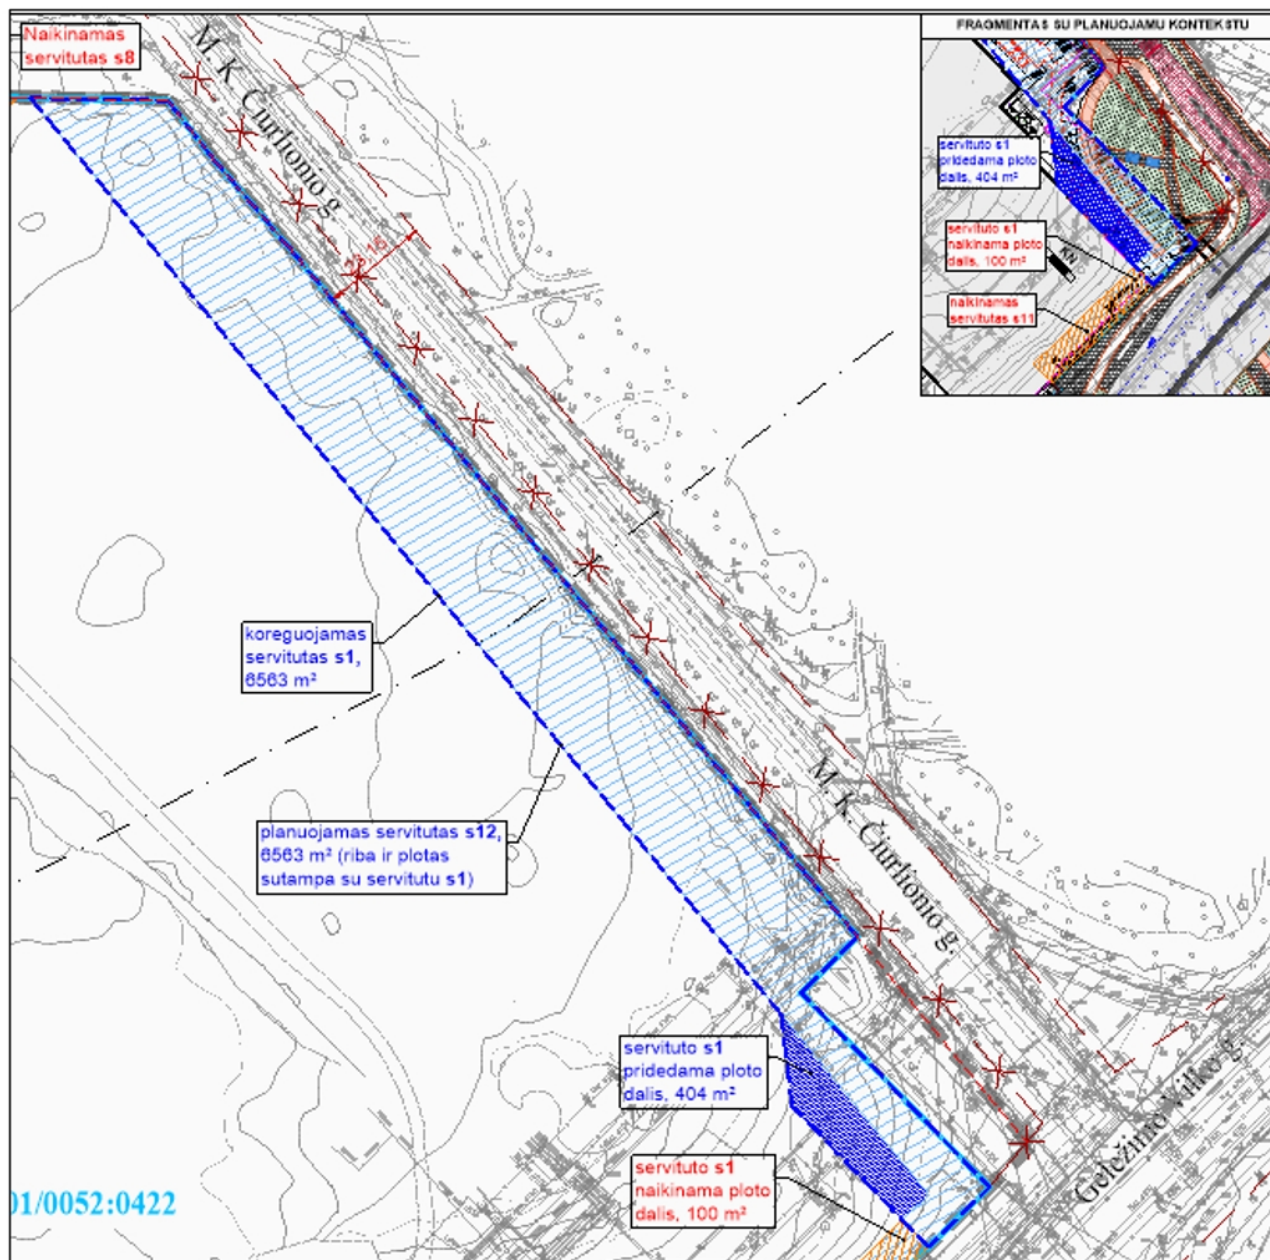 Naikinamas
servitutas s8
M. K. Čiurlionio g.
FRAGMENTAS SU PLANUOJAMU KONTEKSTU
servituto s1
pridedama ploto
dalis, 404 m²
servituto s1
naikinama ploto
dalis, 100 m²
KN
naikinamas
servitutas s11
koreguojamas
servitutas s1,
6563 m²
planuojamas servitutas s12,
6563 m² (riba ir plotas
sutampa su servitutu s1)
M. K. Čiurlionio g.
servituto s1
pridedama ploto
dalis, 404 m²
Geležinio Vilko g.
servituto s1
naikinama ploto
dalis, 100 m²
01/0052:0422